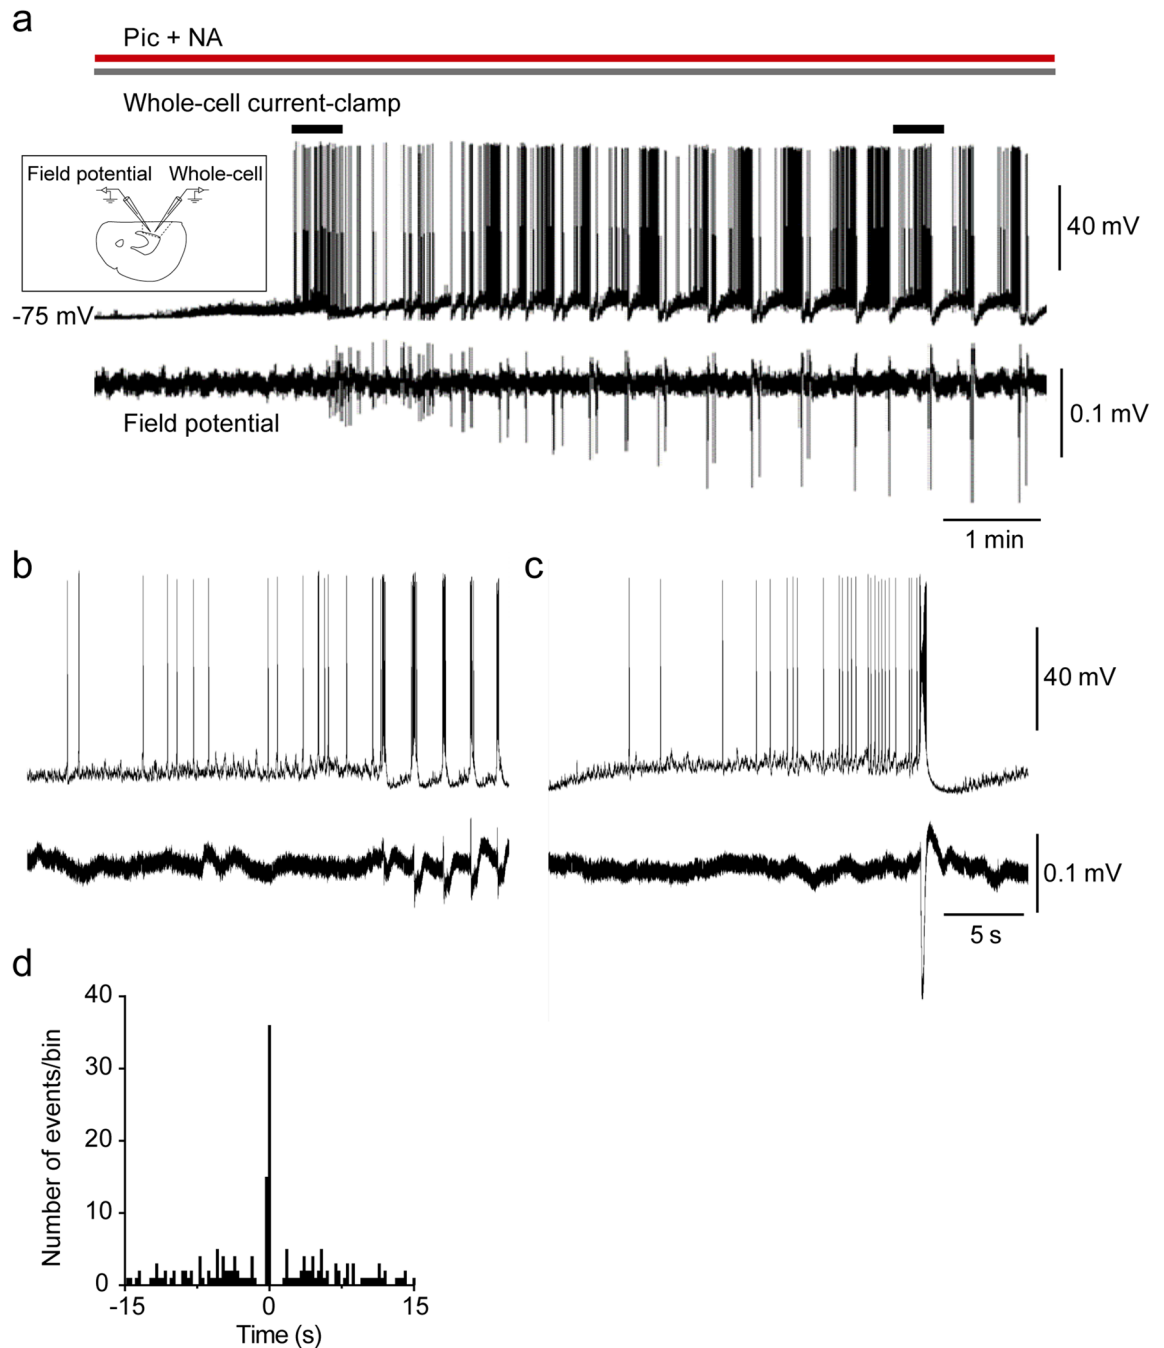 a
Pic + NA
Whole-cell current-clamp
Field potential Whole-cell
40 mV
-75 mV
Field potential
0.1 mV
1 min
b
c
40 mV
0.1 mV
5 s
d
40
30
20
10
0
Number of events/bin
-15 0 15
Time (s)